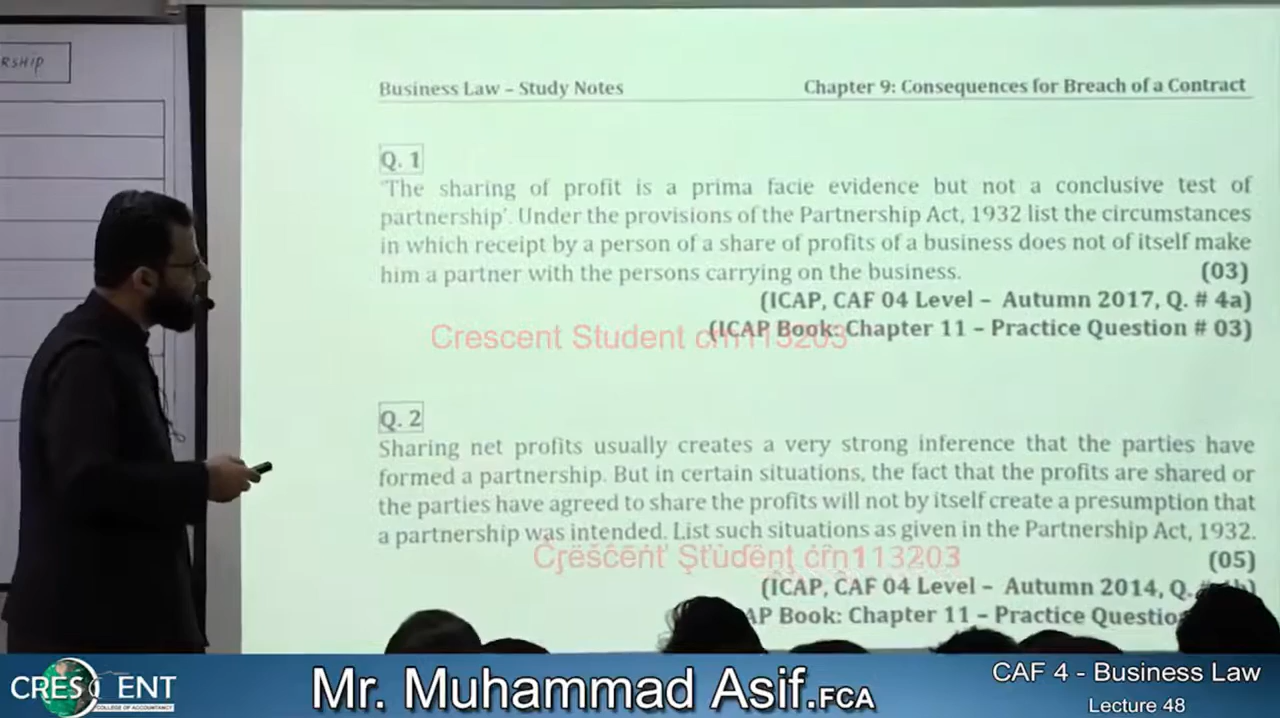 RSHIP
Business Law – Study Notes Chapter 9: Consequences for Breach of a Contract
Q. 1
'The sharing of profit is a prima facie evidence but not a conclusive test of
partnership'. Under the provisions of the Partnership Act, 1932 list the circumstances
in which receipt by a person of a share of profits of a business does not of itself make
him a partner with the persons carrying on the business. (03)
(ICAP, CAF 04 Level – Autumn 2017, Q. # 4a)
(ICAP Book: Chapter 11 – Practice Question # 03)
Crescent Student crn113203
Q. 2
Sharing net profits usually creates a very strong inference that the parties have
formed a partnership. But in certain situations, the fact that the profits are shared or
the parties have agreed to share the profits will not by itself create a presumption that
a partnership was intended. List such situations as given in the Partnership Act, 1932.
(05)
(ICAP, CAF 04 Level – Autumn 2014, Q.
AP Book: Chapter 11 – Practice Questio
CRESCENT
COLLEGE OF ACCOUNTANCY
Mr. Muhammad Asif.FCA
CAF 4 - Business Law
Lecture 48